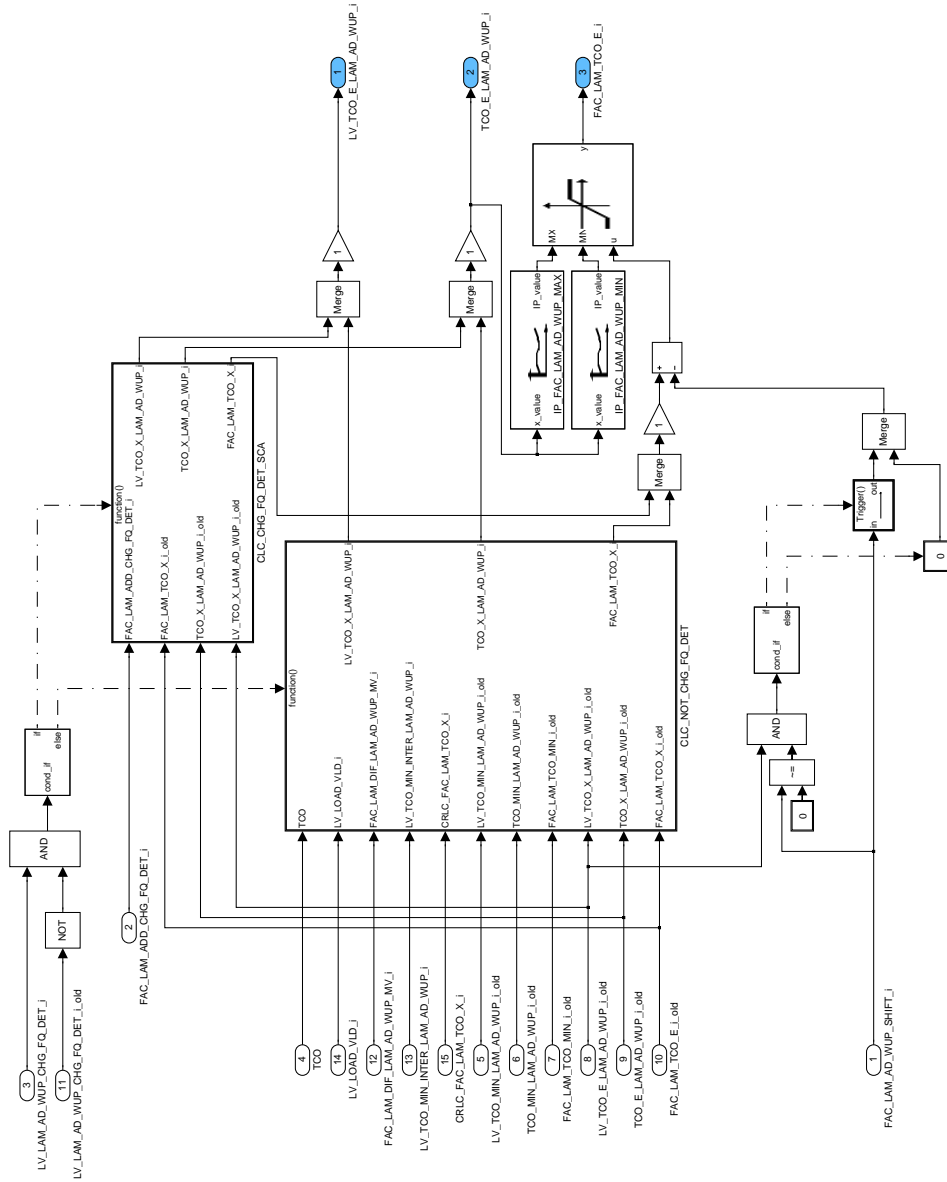 3
LV_LAM_AD_WUP_CHG_FQ_DET_i
11
LV_LAM_AD_WUP_CHG_FQ_DET_i_old
NOT
AND
cond_if
if
else
2
FAC_LAM_ADD_CHG_FQ_DET_i
function()
FAC_LAM_ADD_CHG_FQ_DET_i
FAC_LAM_TCO_X_i_old
TCO_X_LAM_AD_WUP_i_old
LV_TCO_X_LAM_AD_WUP_i_old
LV_TCO_X_LAM_AD_WUP_i
TCO_X_LAM_AD_WUP_i
FAC_LAM_TCO_X_i
CLC_CHG_FQ_DET_SCA
4
TCO
14
LV_LOAD_VLD_i
12
FAC_LAM_DIF_LAM_AD_WUP_MV_i
13
LV_TCO_MIN_INTER_LAM_AD_WUP_i
15
CRLC_FAC_LAM_TCO_X_i
5
LV_TCO_MIN_LAM_AD_WUP_i_old
6
TCO_MIN_LAM_AD_WUP_i_old
7
FAC_LAM_TCO_MIN_i_old
8
LV_TCO_E_LAM_AD_WUP_i_old
9
TCO_E_LAM_AD_WUP_i_old
10
FAC_LAM_TCO_E_i_old
function()
TCO
LV_LOAD_VLD_i
FAC_LAM_DIF_LAM_AD_WUP_MV_i
LV_TCO_MIN_INTER_LAM_AD_WUP_i
CRLC_FAC_LAM_TCO_X_i
LV_TCO_MIN_LAM_AD_WUP_i_old
TCO_MIN_LAM_AD_WUP_i_old
FAC_LAM_TCO_MIN_i_old
LV_TCO_X_LAM_AD_WUP_i_old
TCO_X_LAM_AD_WUP_i_old
FAC_LAM_TCO_X_i_old
LV_TCO_X_LAM_AD_WUP_i
TCO_X_LAM_AD_WUP_i
FAC_LAM_TCO_X_i
CLC_NOT_CHG_FQ_DET
Merge
1
1
LV_TCO_E_LAM_AD_WUP_i
Merge
1
2
TCO_E_LAM_AD_WUP_i
x_value
IP_value
IP_FAC_LAM_AD_WUP_MAX
x_value
IP_value
IP_FAC_LAM_AD_WUP_MIN
MX
MN
u
y
3
FAC_LAM_TCO_E_i
Merge
1
+
-
1
FAC_LAM_AD_WUP_SHIFT_i
0
~=
AND
cond_if
if
else
Trigger()
in
out
0
Merge